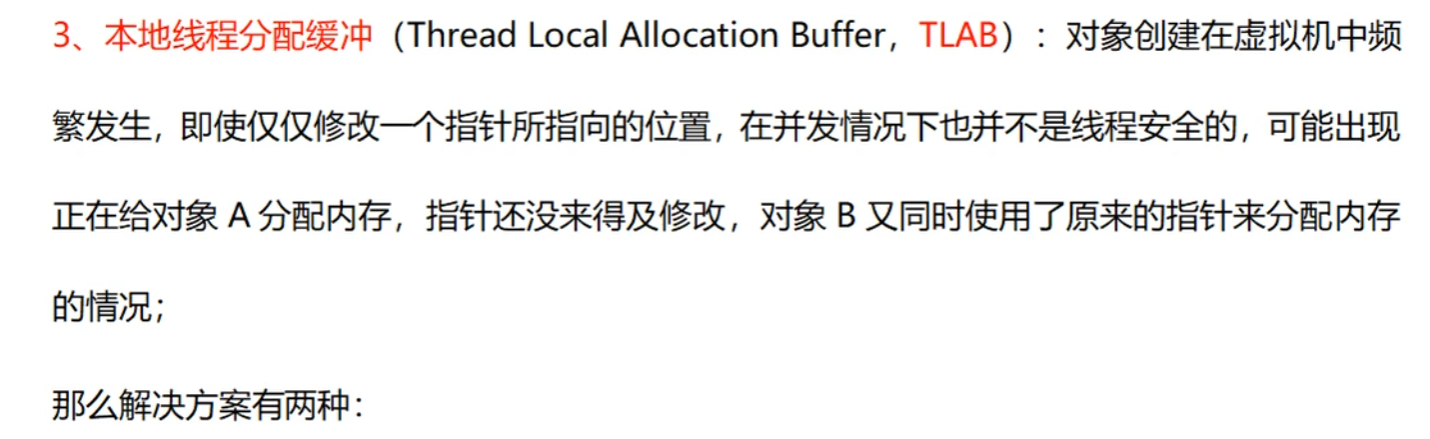 3、本地线程分配缓冲（Thread Local Allocation Buffer，TLAB）：对象创建在虚拟机中频
繁发生，即使仅仅修改一个指针所指向的位置，在并发情况下也并不是线程安全的，可能出现
正在给对象 A 分配内存，指针还没来得及修改，对象 B 又同时使用了原来的指针来分配内存
的情况；
那么解决方案有两种：